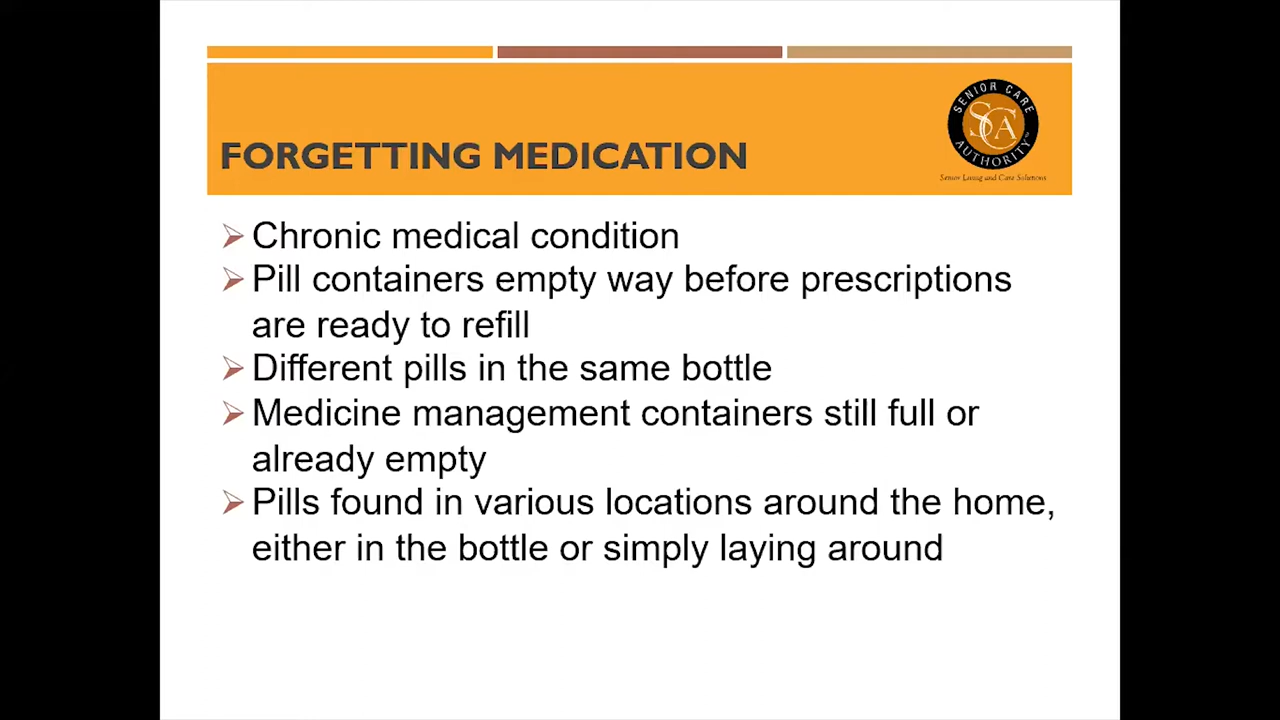 FORGETTING MEDICATION
SENIOR CARE
SCA
AUTHORITY
Senior Living and Care Solutions
Chronic medical condition
Pill containers empty way before prescriptions
are ready to refill
Different pills in the same bottle
Medicine management containers still full or
already empty
Pills found in various locations around the home,
either in the bottle or simply laying around